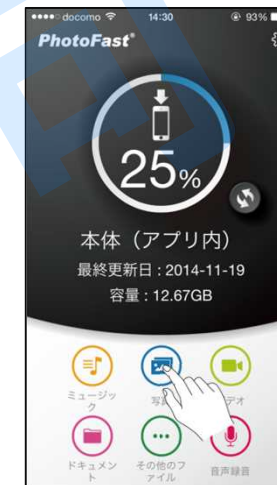 docomo 14:30 93%
PhotoFast®
25%
本体（アプリ内）
最終更新日 : 2014-11-19
容量 : 12.67GB
ミュージッ
ク
写真
デオ
ドキュメン
ト
その他のフ
ァイル
音声録音